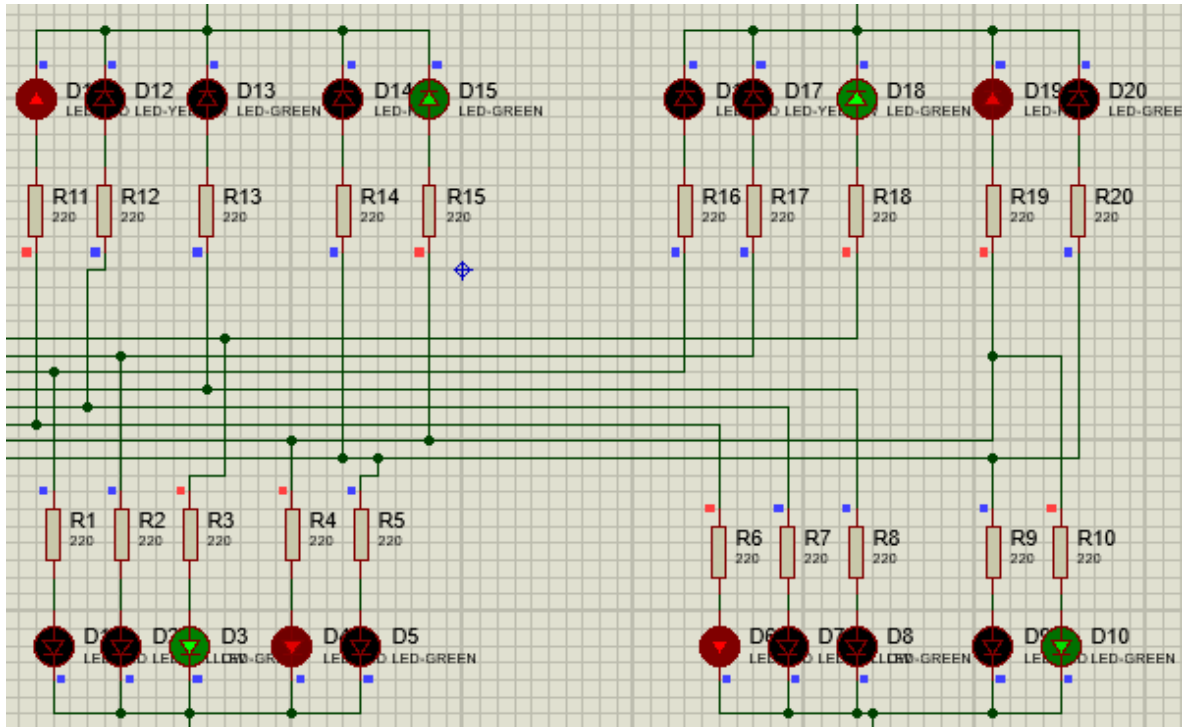 D12 D13 D15 D17 D18 D19 D20
LED-GREEN LED-GREEN LED-GREEN
R11 R12 R13 R14 R15 R16 R17 R18 R19 R20
220 220 220 220 220 220 220 220 220 220
R1 R2 R3 R4 R5
220 220 220 220 220
R6 R7 R8 R9 R10
220 220 220 220 220
D3 D5
LED-GREEN
D6 D8 D10
LED-GREEN LED-GREEN